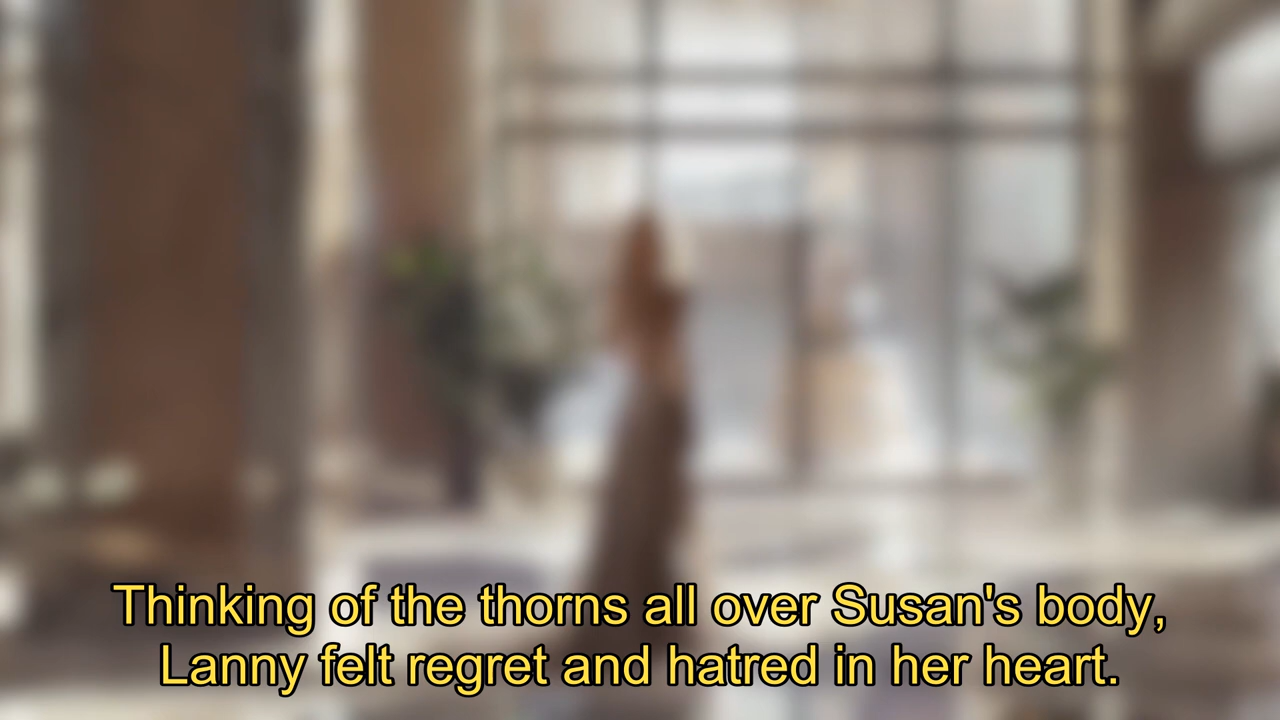 Thinking of the thorns all over Susan's body,
Lanny felt regret and hatred in her heart.